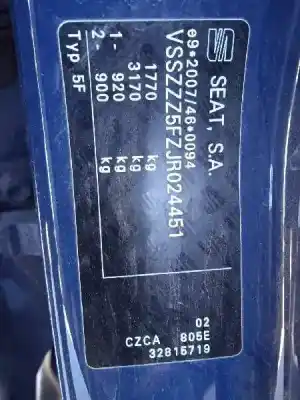 SEAT, S.A.
e9*2007/46*0094
VSSZZZ5FZJR024451
1770 kg
3170 kg
1- 920 kg
2- 900 kg
Typ 5F
02
CZCA 805E
32815719